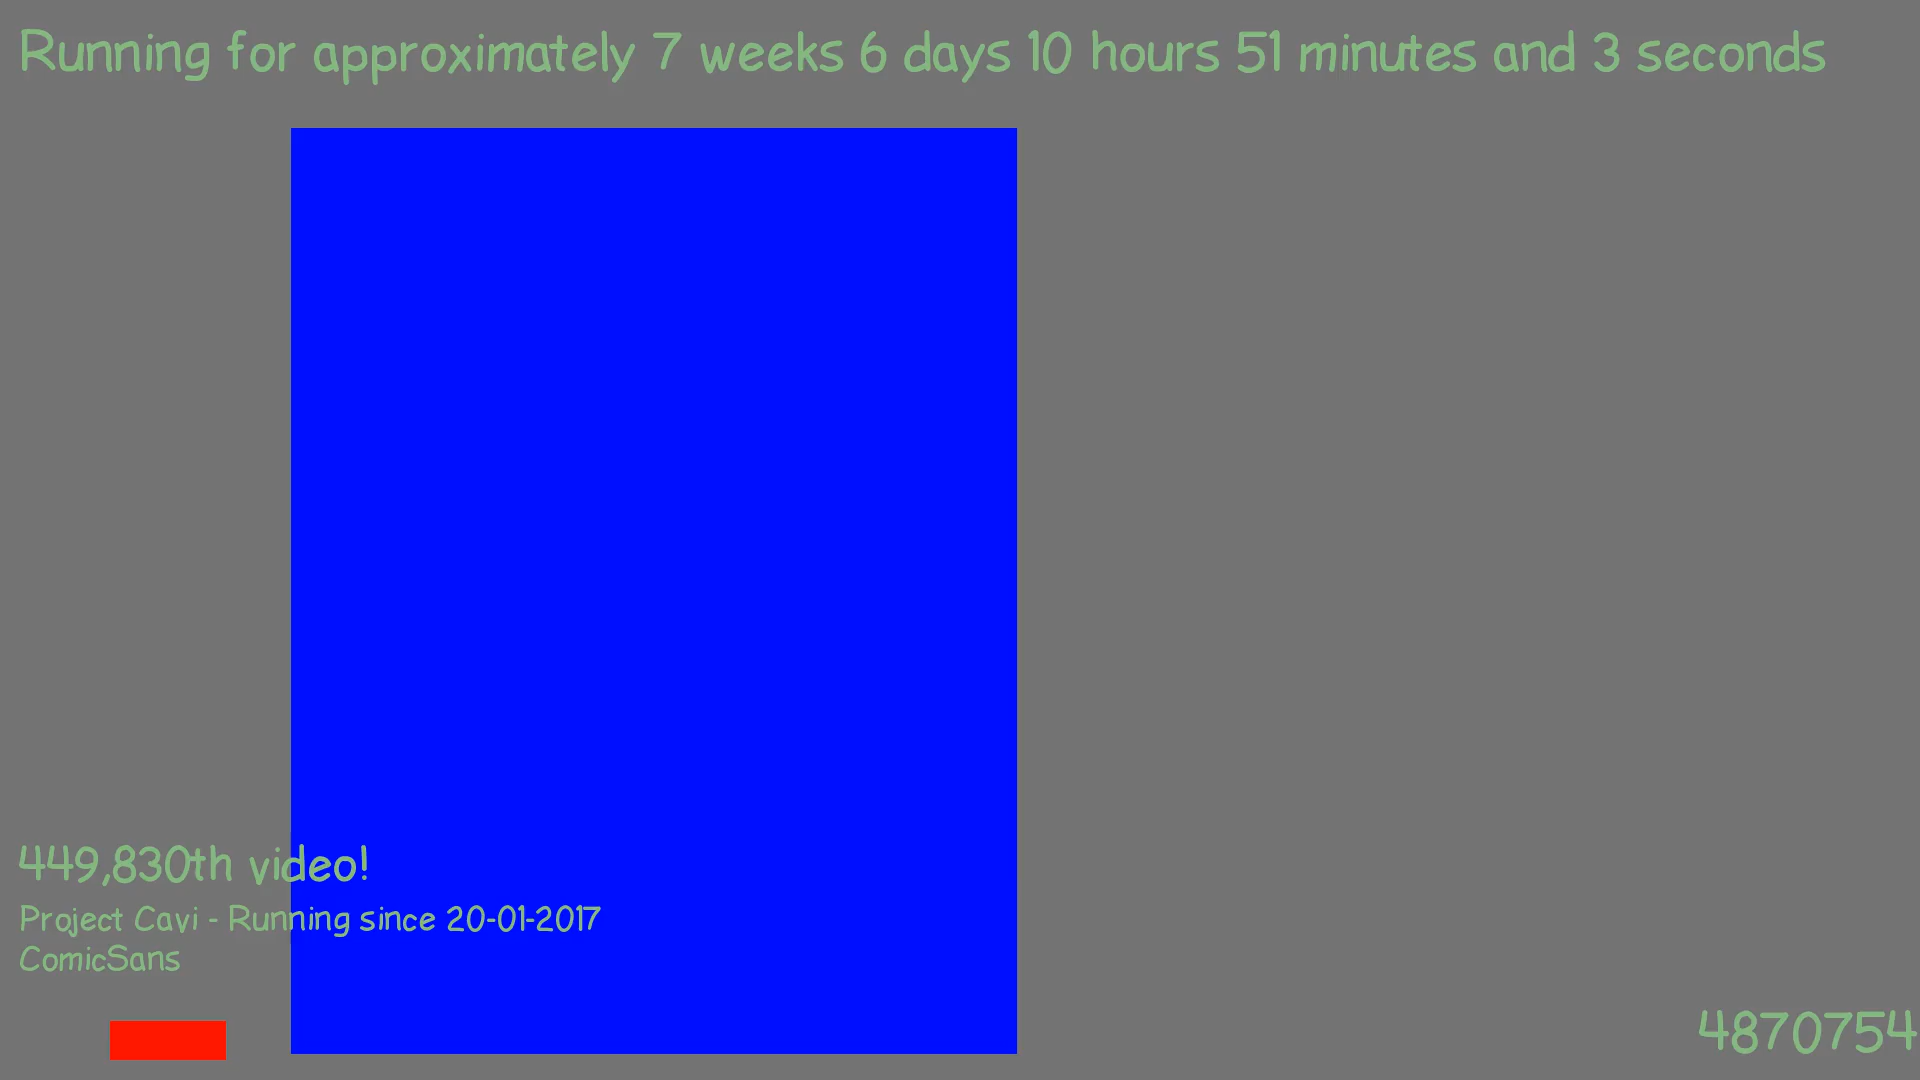 Running for approximately 7 weeks 6 days 10 hours 51 minutes and 3 seconds
449,830th video!
Project Cavi - Running since 20-01-2017
ComicSans
4870754